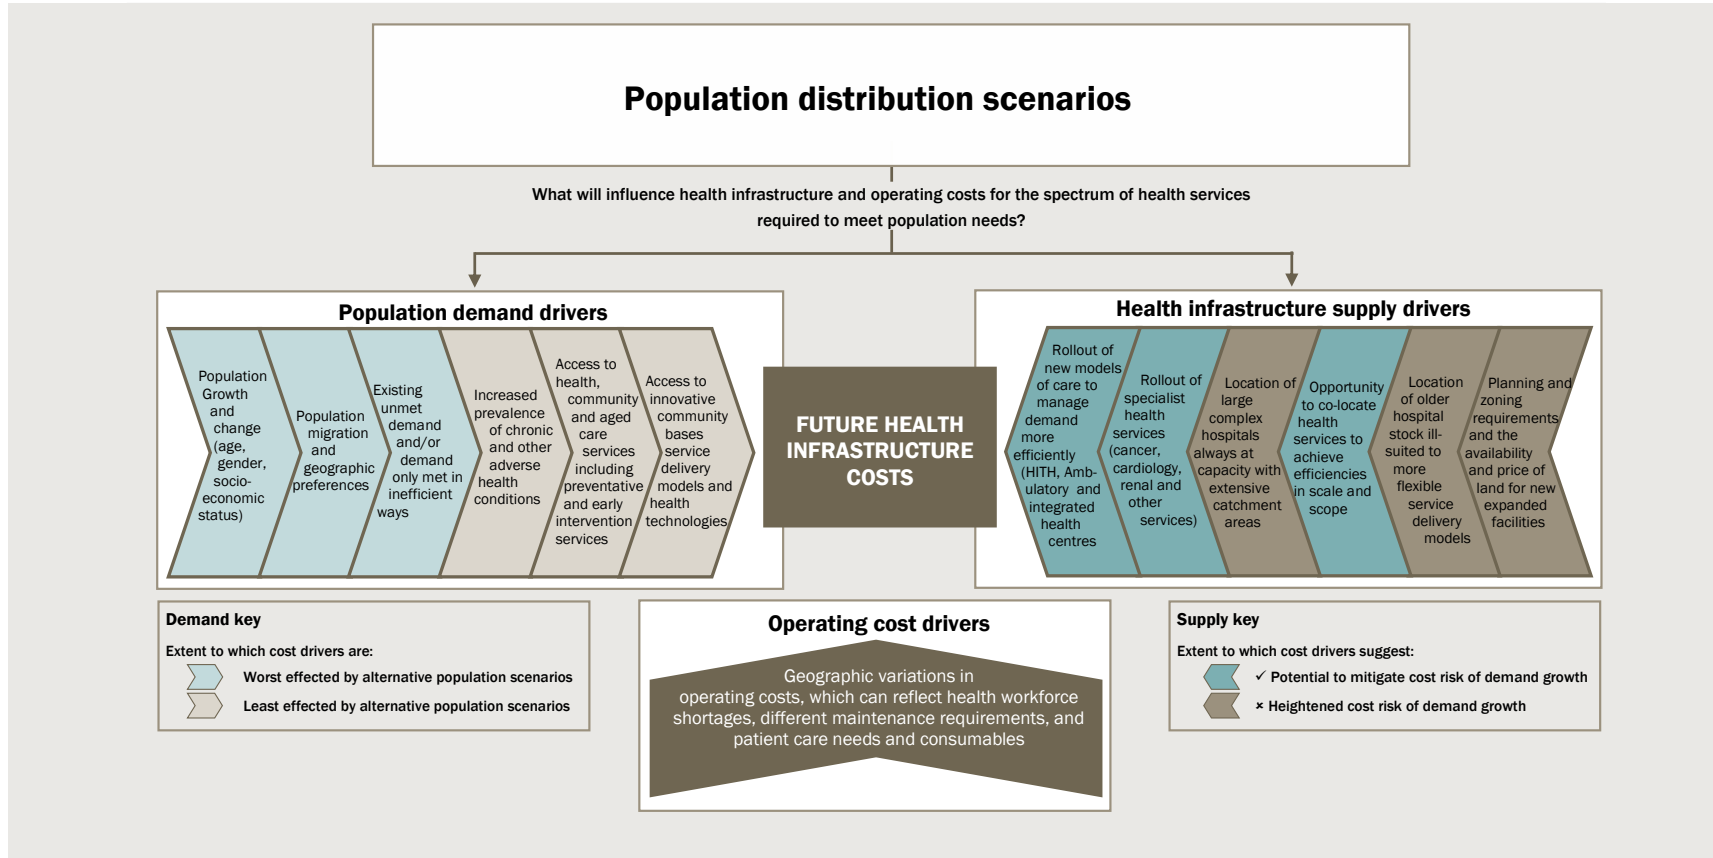 Population distribution scenarios
What will influence health infrastructure and operating costs for the spectrum of health services
required to meet population needs?
Population demand drivers
Population
Growth
and
change
(age,
gender,
socio-
economic
status)
Population
migration
and
geographic
preferences
Existing
unmet
demand
and/or
demand
only met in
inefficient
ways
Increased
prevalence
of chronic
and other
adverse
health
conditions
Access to
health,
community
and aged
care
services
including
preventative
and early
intervention
services
Access to
innovative
community
bases
service
delivery
models and
health
technologies
FUTURE HEALTH
INFRASTRUCTURE
COSTS
Health infrastructure supply drivers
Rollout of
new models
of care to
manage
demand
more
efficiently
(HITH, Amb-
ulatory and
integrated
health
centres
Rollout of
specialist
health
services
(cancer,
cardiology,
renal and
other
services)
Location of
large
complex
hospitals
always at
capacity with
extensive
catchment
areas
Opportunity
to co-locate
health
services to
achieve
efficiencies
in scale and
scope
Location
of older
hospital
stock ill-
suited to
more
flexible
service
delivery
models
Planning and
zoning
requirements
and the
availability
and price of
land for new
expanded
facilities
Demand key
Extent to which cost drivers are:
Worst effected by alternative population scenarios
Least effected by alternative population scenarios
Operating cost drivers
Geographic variations in
operating costs, which can reflect health workforce
shortages, different maintenance requirements, and
patient care needs and consumables
Supply key
Extent to which cost drivers suggest:
✓ Potential to mitigate cost risk of demand growth
× Heightened cost risk of demand growth